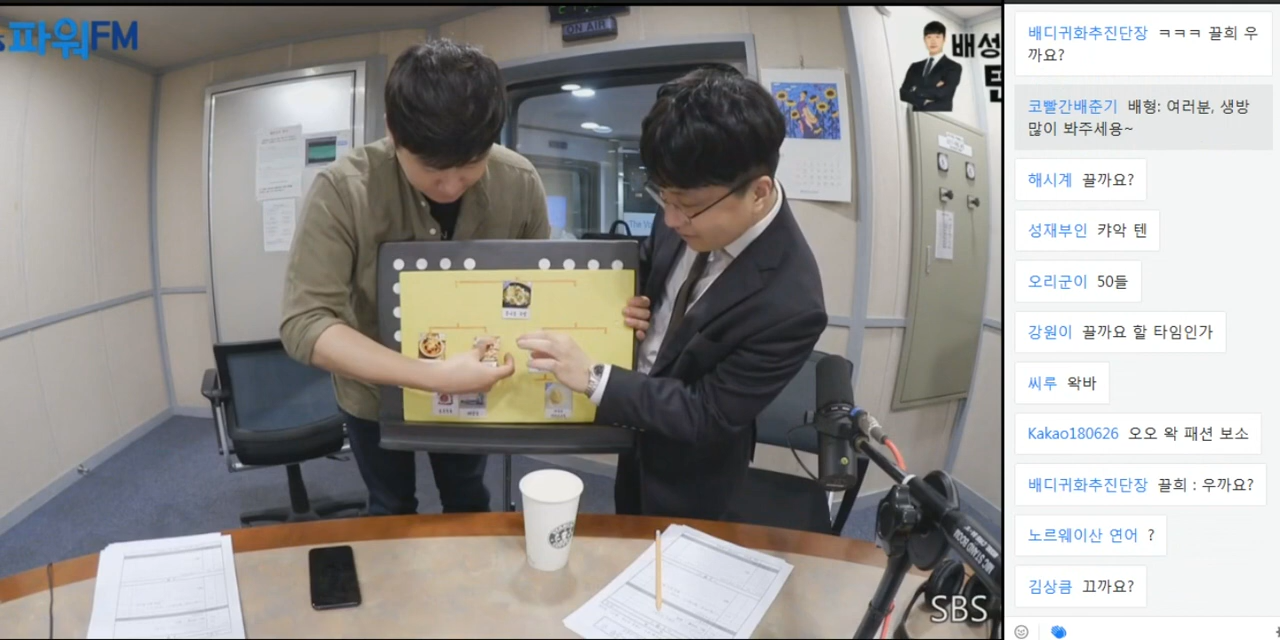 파워FM
ON AIR
배성
텐
SBS
배디귀화추진단장 ㅋㅋㅋ 끌희 우
까요?
코빨간배춘기 배형: 여러분, 생방
많이 봐주세용~
해시계 끌까요?
성재부인 캬악 텐
오리군이 50들
강원이 끌까요 할 타임인가
씨루 왁바
Kakao180626 오오 왁 패션 보소
배디귀화추진단장 끌희 : 우까요?
노르웨이산 연어 ?
김상큼 끄까요?